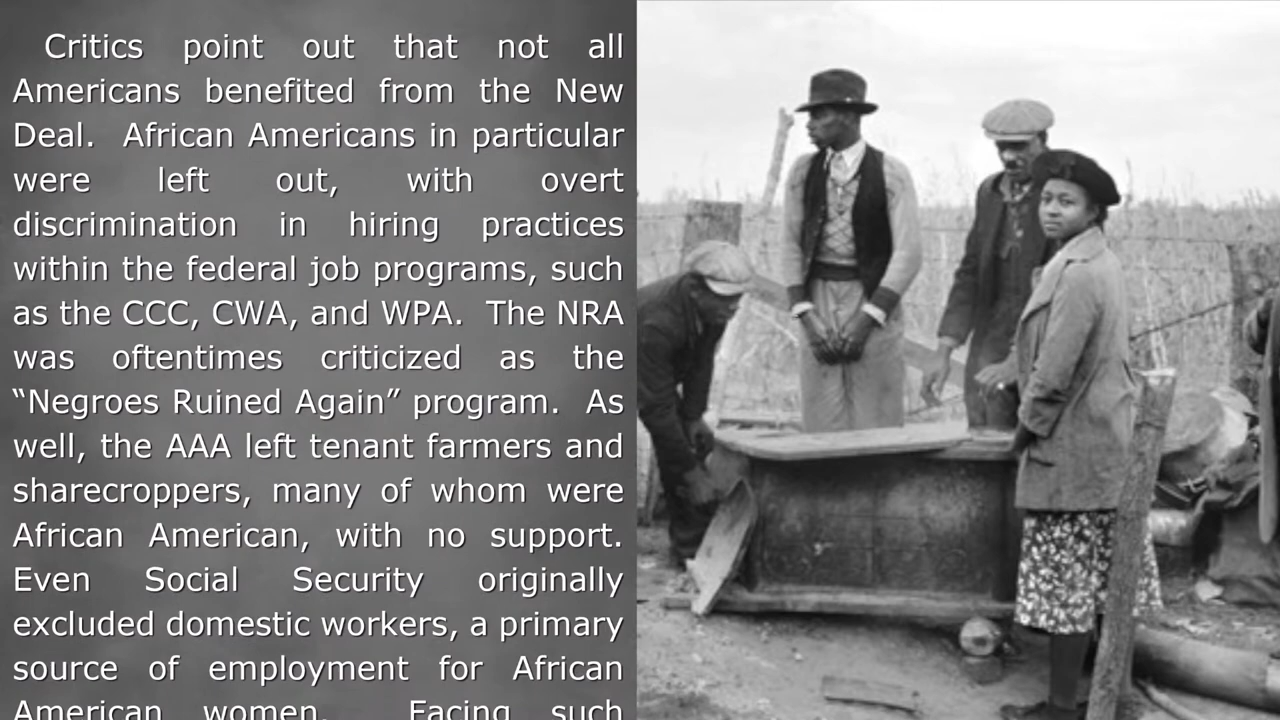 Critics point out that not all
Americans benefited from the New
Deal. African Americans in particular
were left out, with overt
discrimination in hiring practices
within the federal job programs, such
as the CCC, CWA, and WPA. The NRA
was oftentimes criticized as the
“Negroes Ruined Again” program. As
well, the AAA left tenant farmers and
sharecroppers, many of whom were
African American, with no support.
Even Social Security originally
excluded domestic workers, a primary
source of employment for African
American women. Facing such